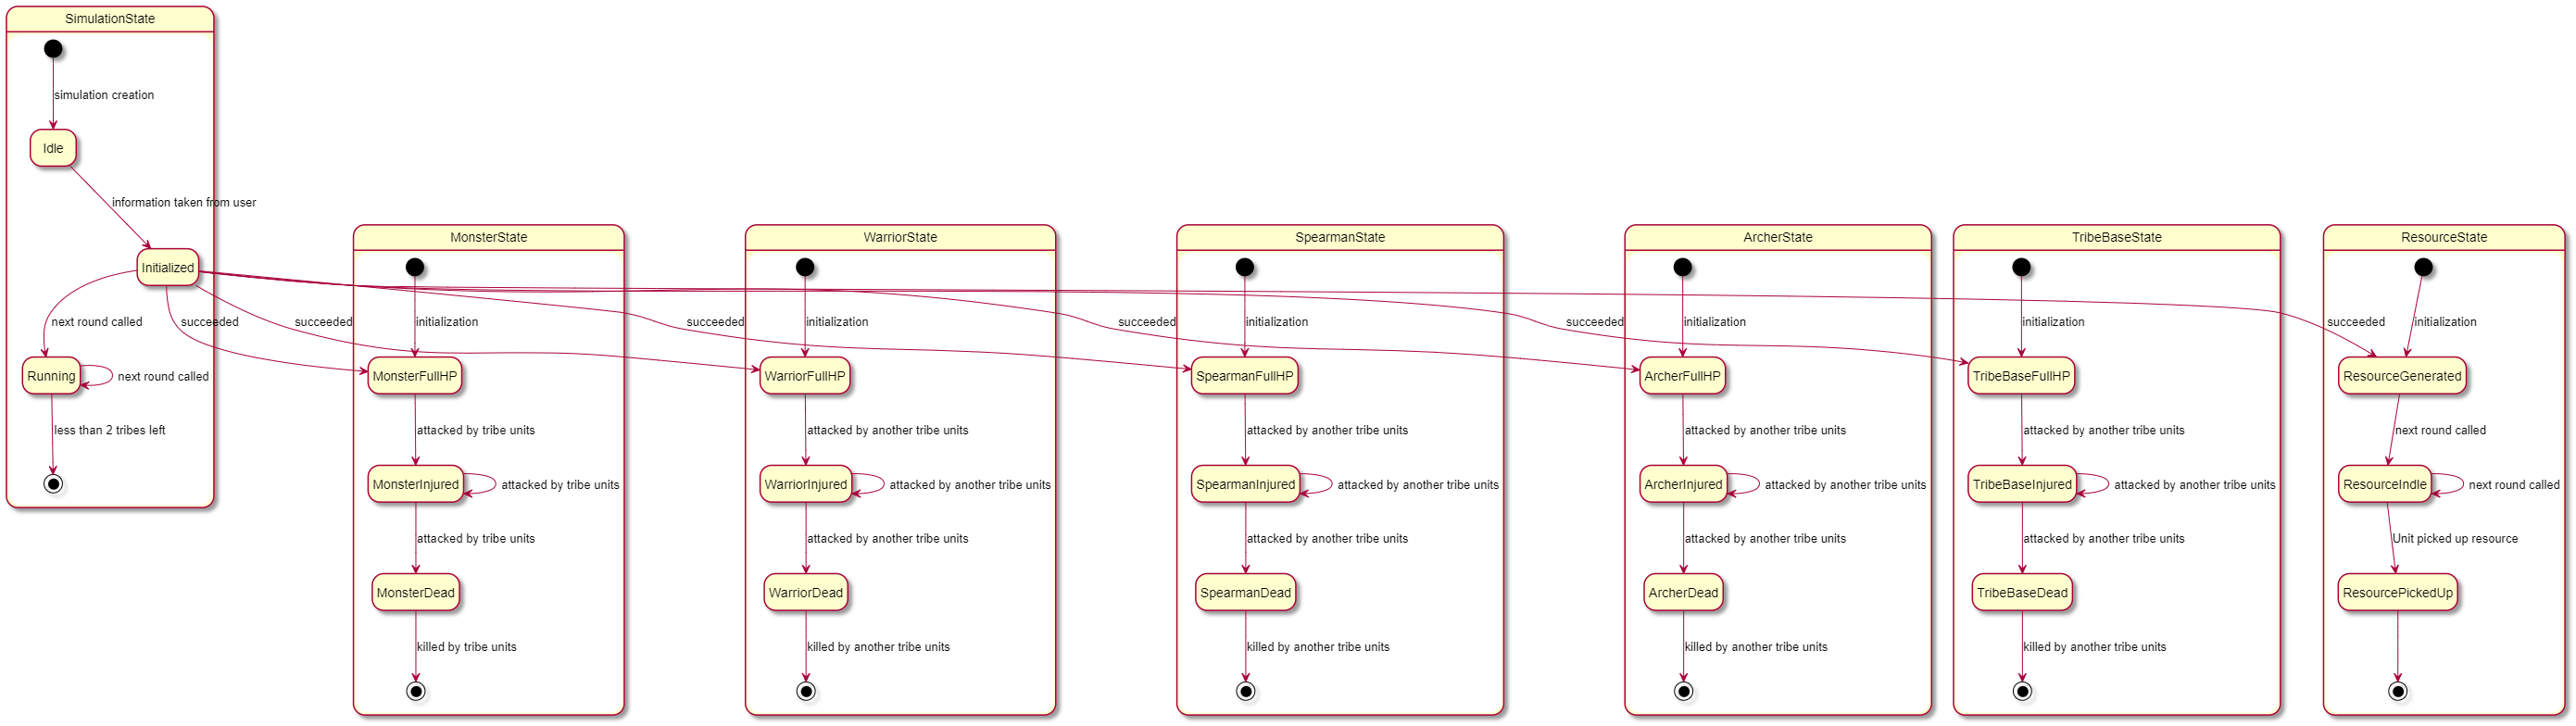 SimulationState
simulation creation
Idle
information taken from user
Initialized
next round called
Running
next round called
less than 2 tribes left
succeeded
succeeded
succeeded
succeeded
succeeded
succeeded
MonsterState
initialization
MonsterFullHP
attacked by tribe units
MonsterInjured
attacked by tribe units
attacked by tribe units
MonsterDead
killed by tribe units
WarriorState
initialization
WarriorFullHP
attacked by another tribe units
WarriorInjured
attacked by another tribe units
attacked by another tribe units
WarriorDead
killed by another tribe units
SpearmanState
initialization
SpearmanFullHP
attacked by another tribe units
SpearmanInjured
attacked by another tribe units
attacked by another tribe units
SpearmanDead
killed by another tribe units
ArcherState
initialization
ArcherFullHP
attacked by another tribe units
ArcherInjured
attacked by another tribe units
attacked by another tribe units
ArcherDead
killed by another tribe units
TribeBaseState
initialization
TribeBaseFullHP
attacked by another tribe units
TribeBaseInjured
attacked by another tribe units
attacked by another tribe units
TribeBaseDead
killed by another tribe units
ResourceState
initialization
ResourceGenerated
next round called
ResourceIndle
next round called
Unit picked up resource
ResourcePickedUp